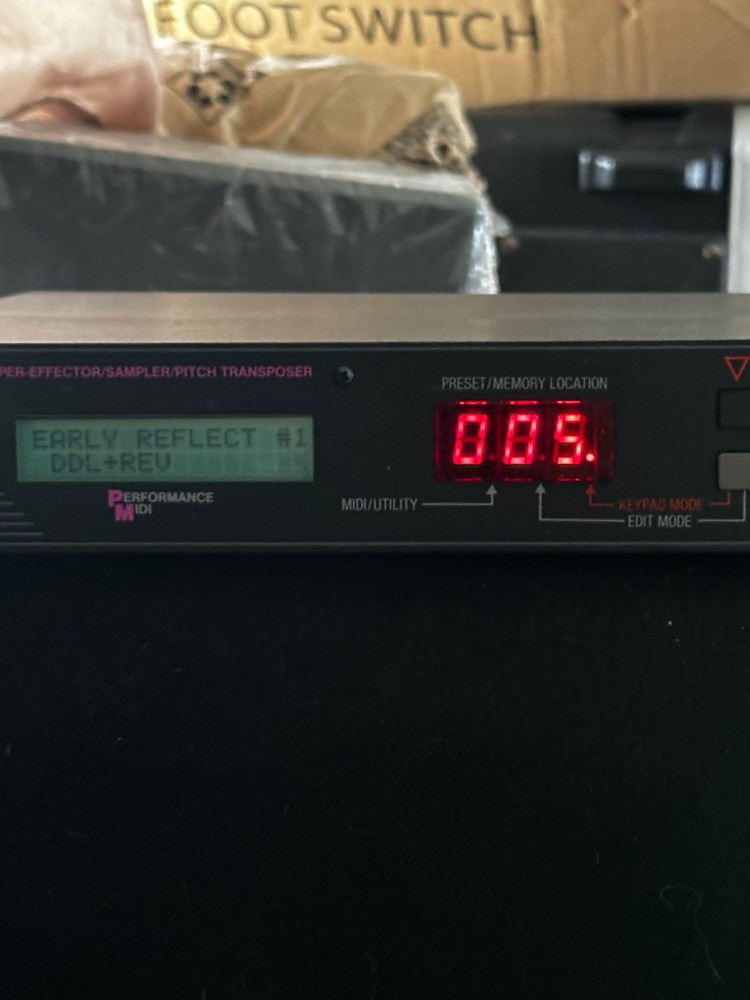 FOOT SWITCH
PER-EFFECTOR/SAMPLER/PITCH TRANSPOSER
PRESET/MEMORY LOCATION
EARLY REFLECT #1
DDL+REV
005.
PERFORMANCE
MIDI
MIDI/UTILITY
KEYPAD MODE
EDIT MODE